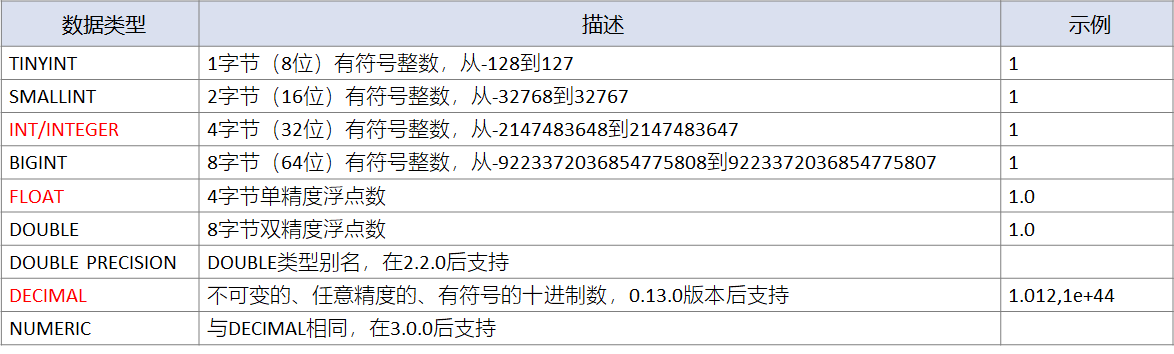 数据类型 描述 示例
TINYINT 1字节（8位）有符号整数，从-128到127 1
SMALLINT 2字节（16位）有符号整数，从-32768到32767 1
INT/INTEGER 4字节（32位）有符号整数，从-2147483648到2147483647 1
BIGINT 8字节（64位）有符号整数，从-9223372036854775808到9223372036854775807 1
FLOAT 4字节单精度浮点数 1.0
DOUBLE 8字节双精度浮点数 1.0
DOUBLE PRECISION DOUBLE类型别名，在2.2.0后支持
DECIMAL 不可变的、任意精度的、有符号的十进制数，0.13.0版本后支持 1.012,1e+44
NUMERIC 与DECIMAL相同，在3.0.0后支持